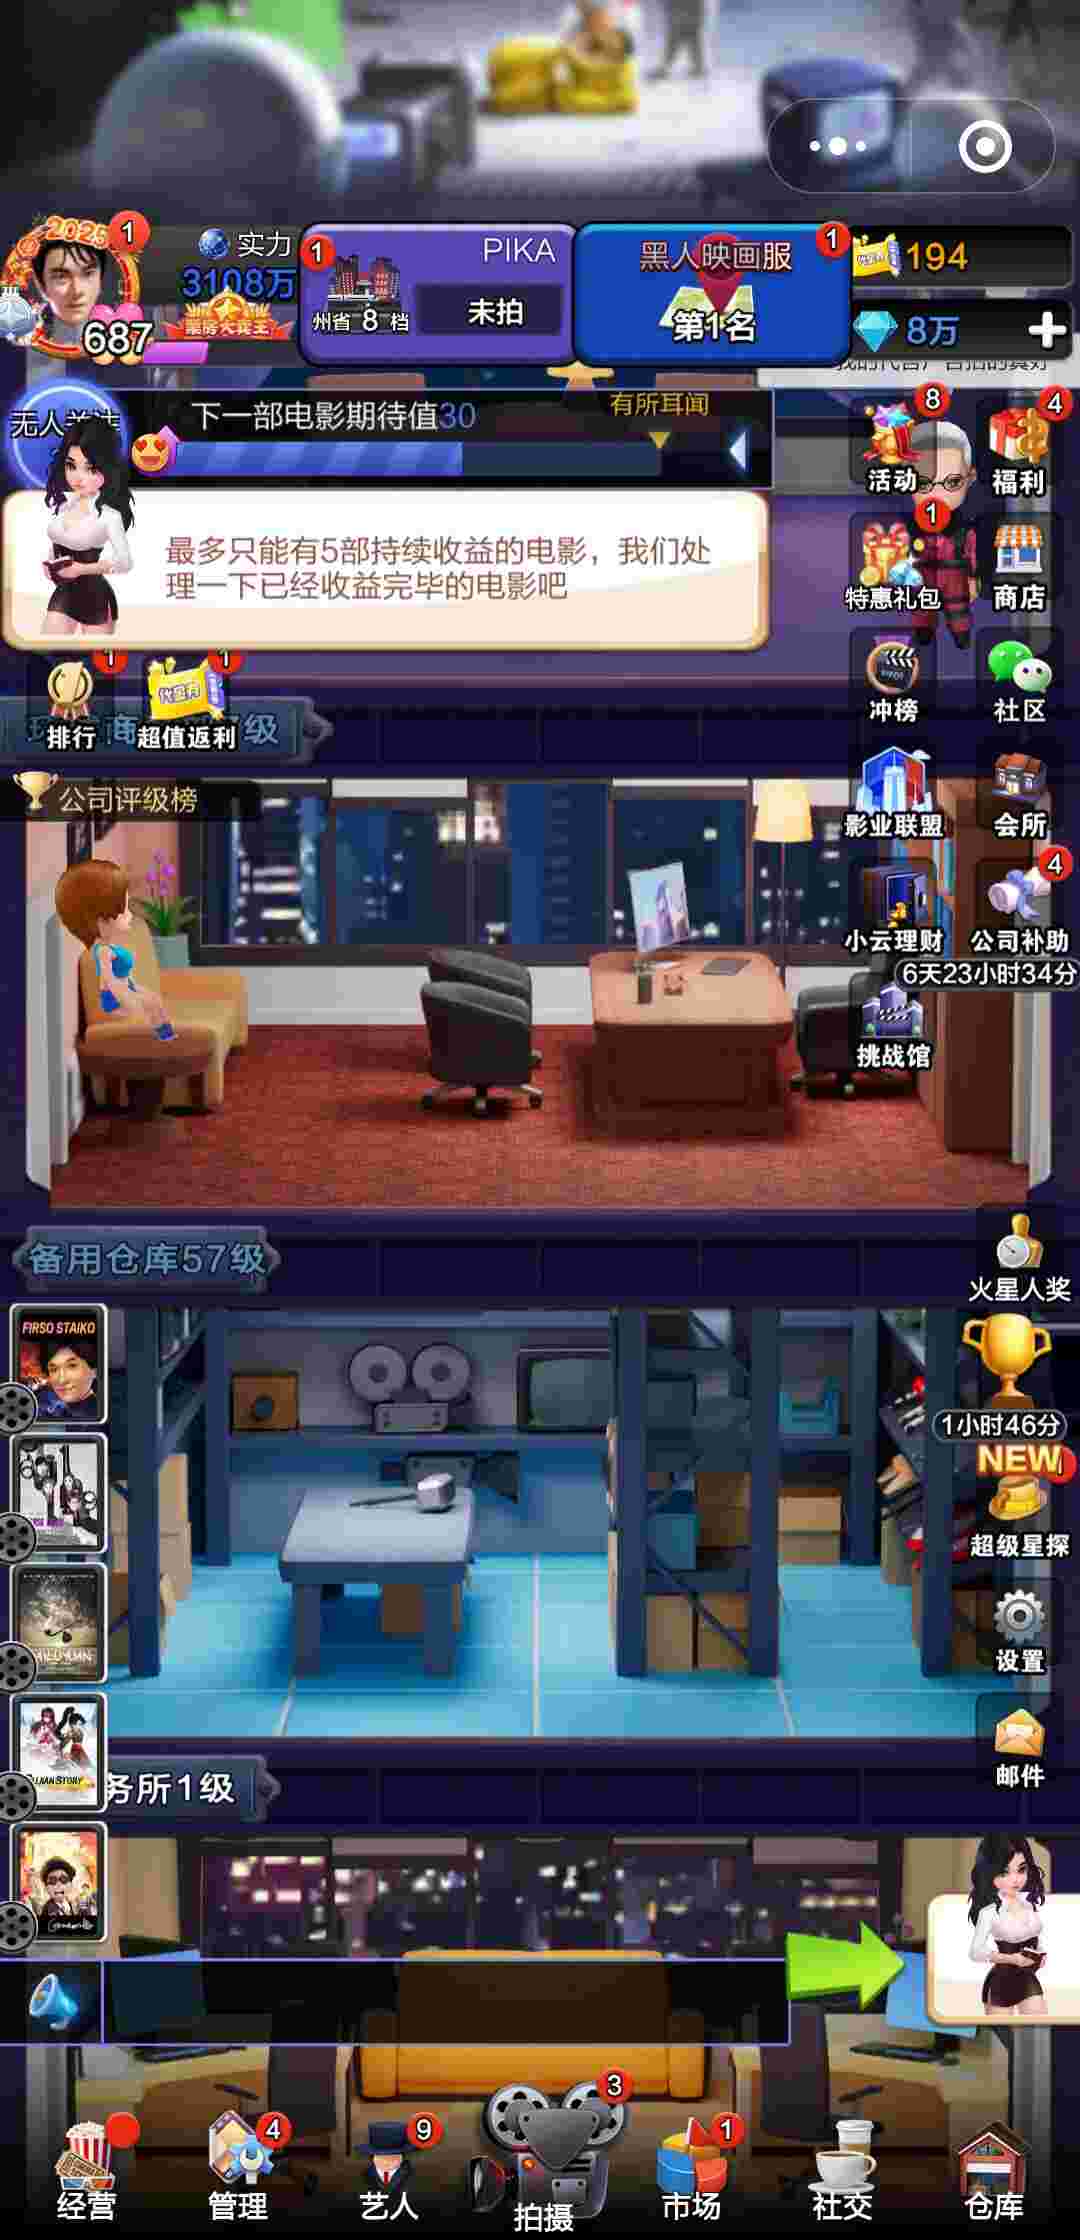 2025
1
实力
3108万
687
票房大赛王
1
PIKA
州省 8 档
未拍
黑人映画服
1
第1名
194
8万
下一部电影期待值30
有所耳闻
最多只能有5部持续收益的电影，我们处
理一下已经收益完毕的电影吧
8
活动
4
福利
1
特惠礼包
商店
冲榜
社区
影业联盟
会所
小云理财
4
公司补助
6天23小时34分
挑战馆
1
排行
1
超值返利
级
公司评级榜
备用仓库57级
火星人奖
1小时46分
NEW
超级星探
设置
邮件
FIRSO STAIKO
务所1级
经营
4
管理
9
艺人
3
拍摄
1
市场
社交
仓库